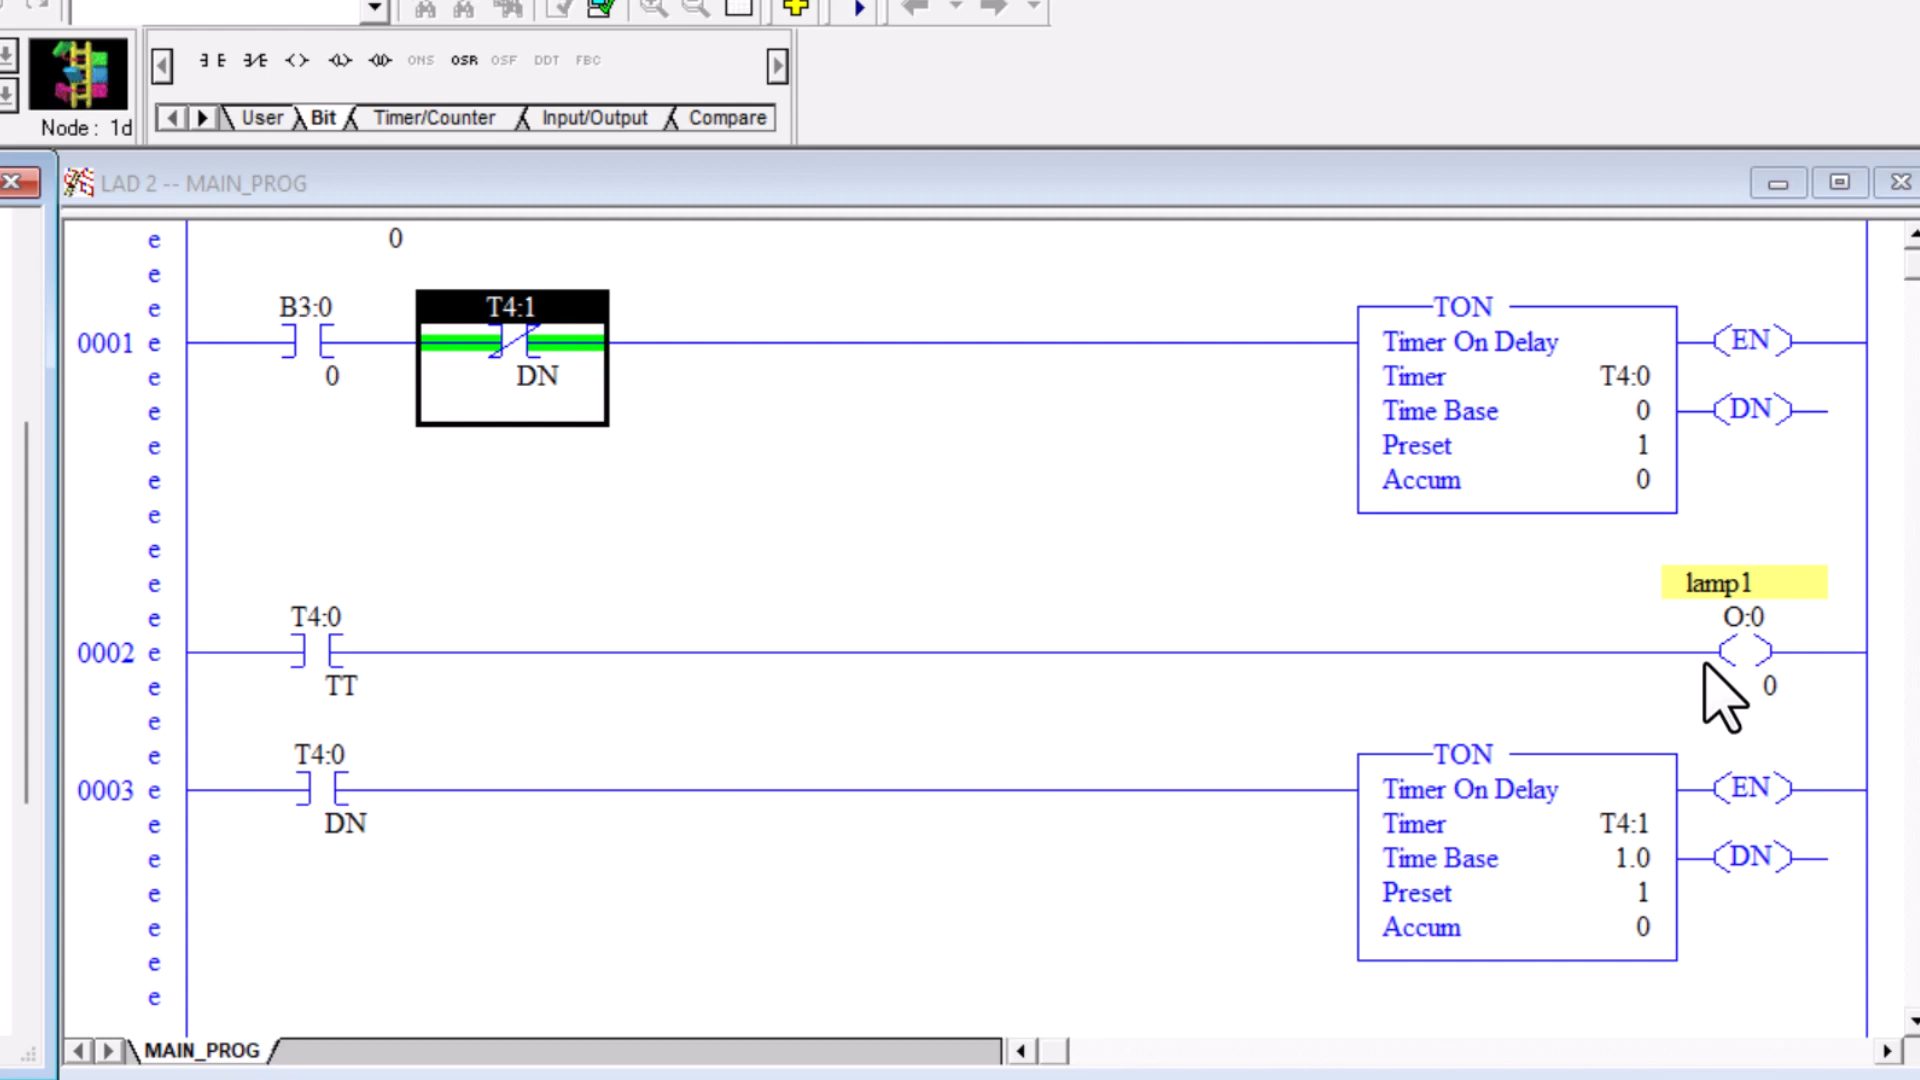 ONS OSR OSF DDT FBC
Node : 1d
User Bit Timer/Counter Input/Output Compare
LAD 2 -- MAIN_PROG
e 0
e
e B3:0 T4:1 TON
0001 e Timer On Delay EN
e 0 DN Timer T4:0
e Time Base 0 DN
e Preset 1
e Accum 0
e
e
e lamp1
e T4:0 O:0
0002 e
e TT 0
e
e T4:0 TON
0003 e Timer On Delay EN
e DN Timer T4:1
e Time Base 1.0 DN
e Preset 1
e Accum 0
e
e
MAIN_PROG